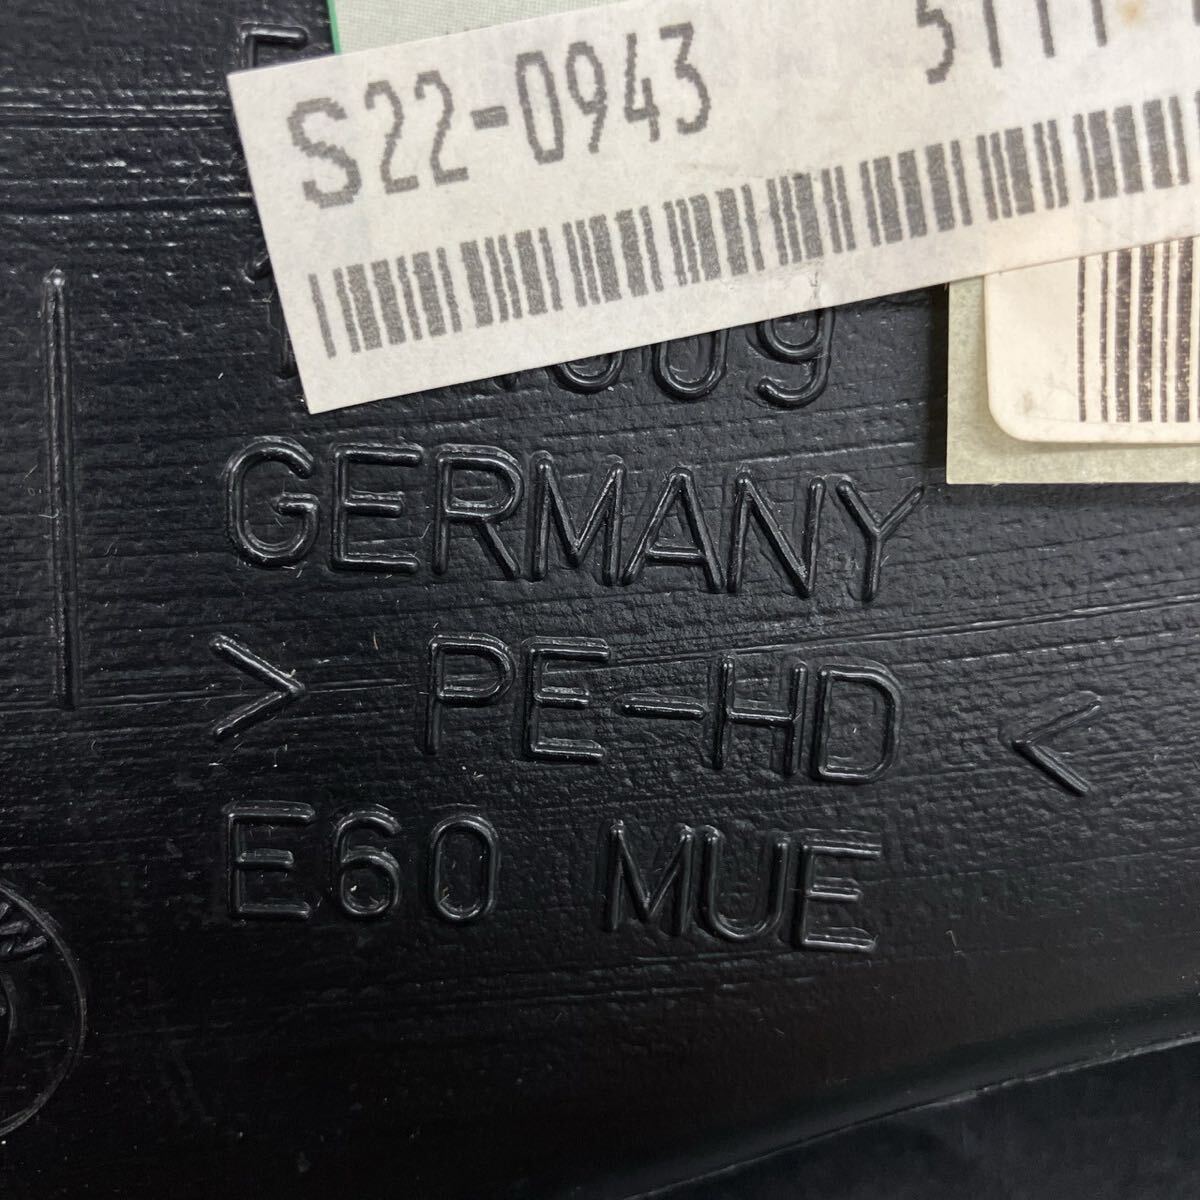 S22-0943
GERMANY
> PE-HD <
E60 MUE